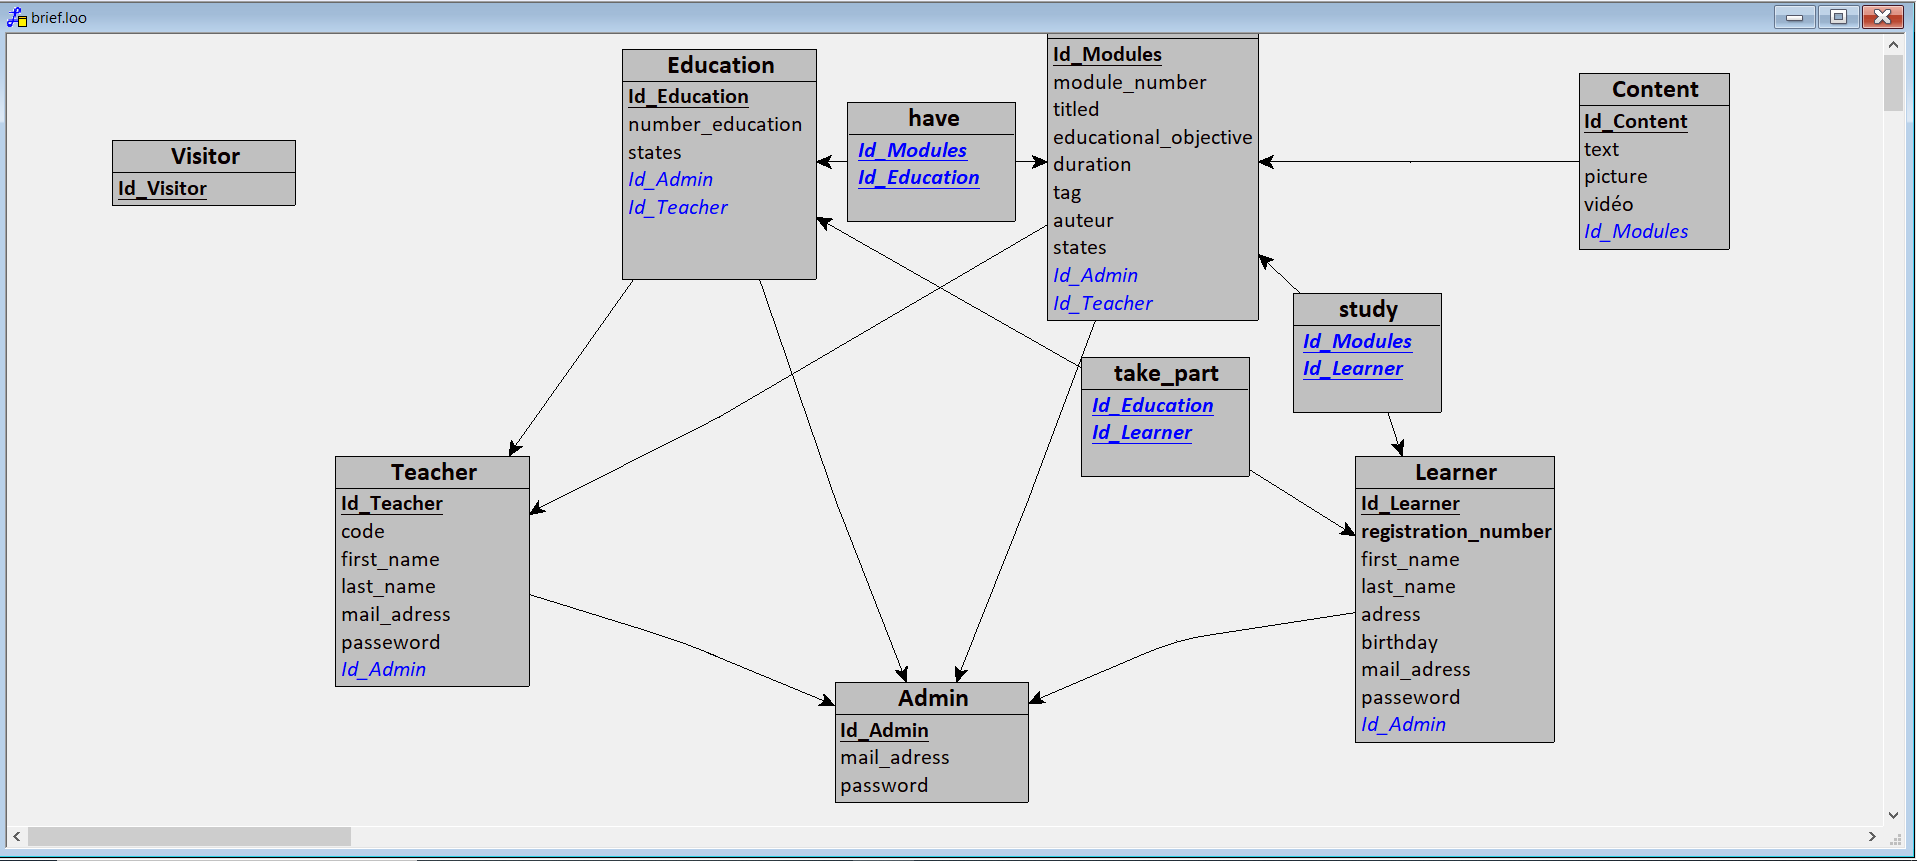 brief.loo
Visitor
Id_Visitor
Education
Id_Education
number_education
states
Id_Admin
Id_Teacher
have
Id_Modules
Id_Education
Id_Modules
module_number
titled
educational_objective
duration
tag
auteur
states
Id_Admin
Id_Teacher
Content
Id_Content
text
picture
vidéo
Id_Modules
study
Id_Modules
Id_Learner
take_part
Id_Education
Id_Learner
Teacher
Id_Teacher
code
first_name
last_name
mail_adress
passeword
Id_Admin
Learner
Id_Learner
registration_number
first_name
last_name
adress
birthday
mail_adress
passeword
Id_Admin
Admin
Id_Admin
mail_adress
password